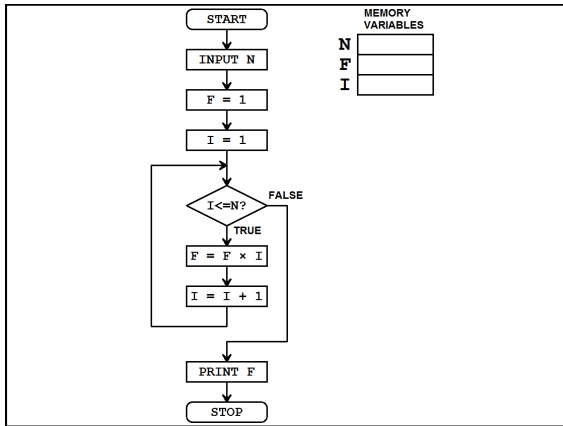 START
INPUT N
F = 1
I = 1
I<=N?
FALSE
TRUE
F = F × I
I = I + 1
PRINT F
STOP
MEMORY
VARIABLES
N
F
I